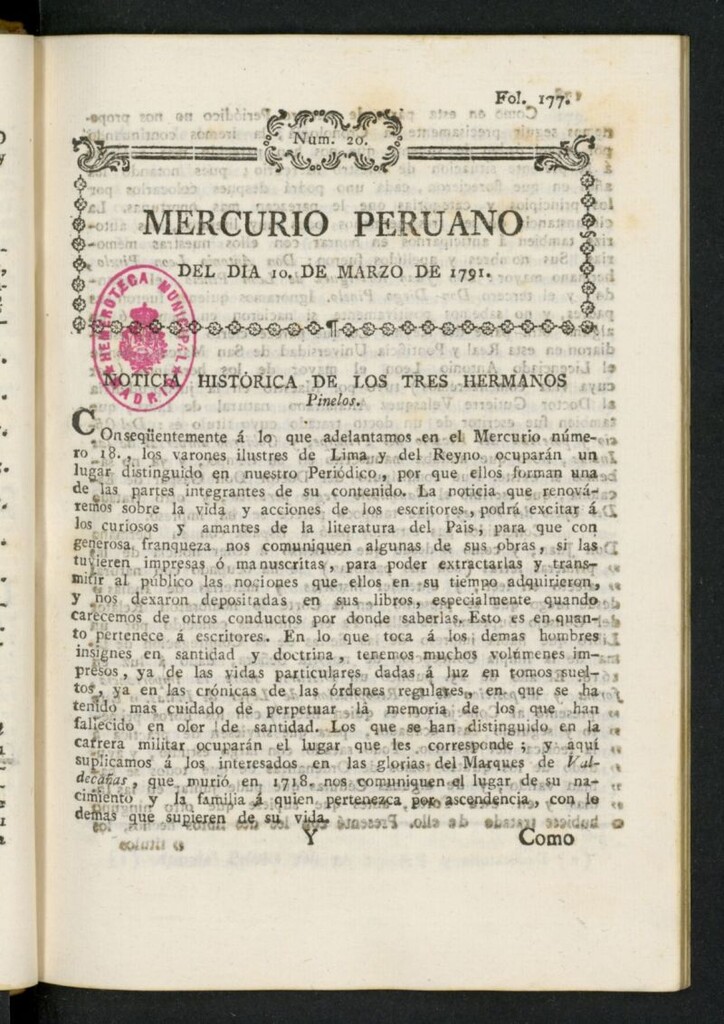 Fol. 177.
Num. 20.
MERCURIO PERUANO
DEL DIA 10. DE MARZO DE 1791.
HEMEROTECA MUNICIPAL
MADRID
NOTICIA HISTÓRICA DE LOS TRES HERMANOS
Pinelos.
COnseqüentemente á lo que adelantamos en el Mercurio núme-
ro 18., los varones ilustres de Lima y del Reyno ocuparán un
lugar distinguido en nuestro Periódico, por que ellos forman una
de las partes integrantes de su contenido. La noticia que renová-
remos sobre la vida y acciones de los escritores, podrá excitar á
los curiosos y amantes de la literatura del Pais, para que con
generosa franqueza nos comuniquen algunas de sus obras, si las
tuvieren impresas ó manuscritas, para poder extractarlas y trans-
mitir al público las nociones que ellos en su tiempo adquirieron,
y nos dexaron depositadas en sus libros, especialmente quando
carecemos de otros conductos por donde saberlas. Esto es en quan-
to pertenece á escritores. En lo que toca á los demas hombres
insignes en santidad y doctrina, tenemos muchos volúmenes im-
presos, ya de las vidas particulares dadas á luz en tomos suel-
tos, ya en las crónicas de las órdenes regulares, en que se ha
tenido mas cuidado de perpetuar la memoria de los que han
fallecido en olor de santidad. Los que se han distinguido en la
carrera militar ocuparán el lugar que les corresponde; y aquí
suplicamos á los interesados en las glorias del Marques de Val-
decañas, que murió en 1718. nos comuniquen el lugar de su na-
cimiento y la familia á quien pertenezca por ascendencia, con lo
demas que supieren de su vida.
Y Como